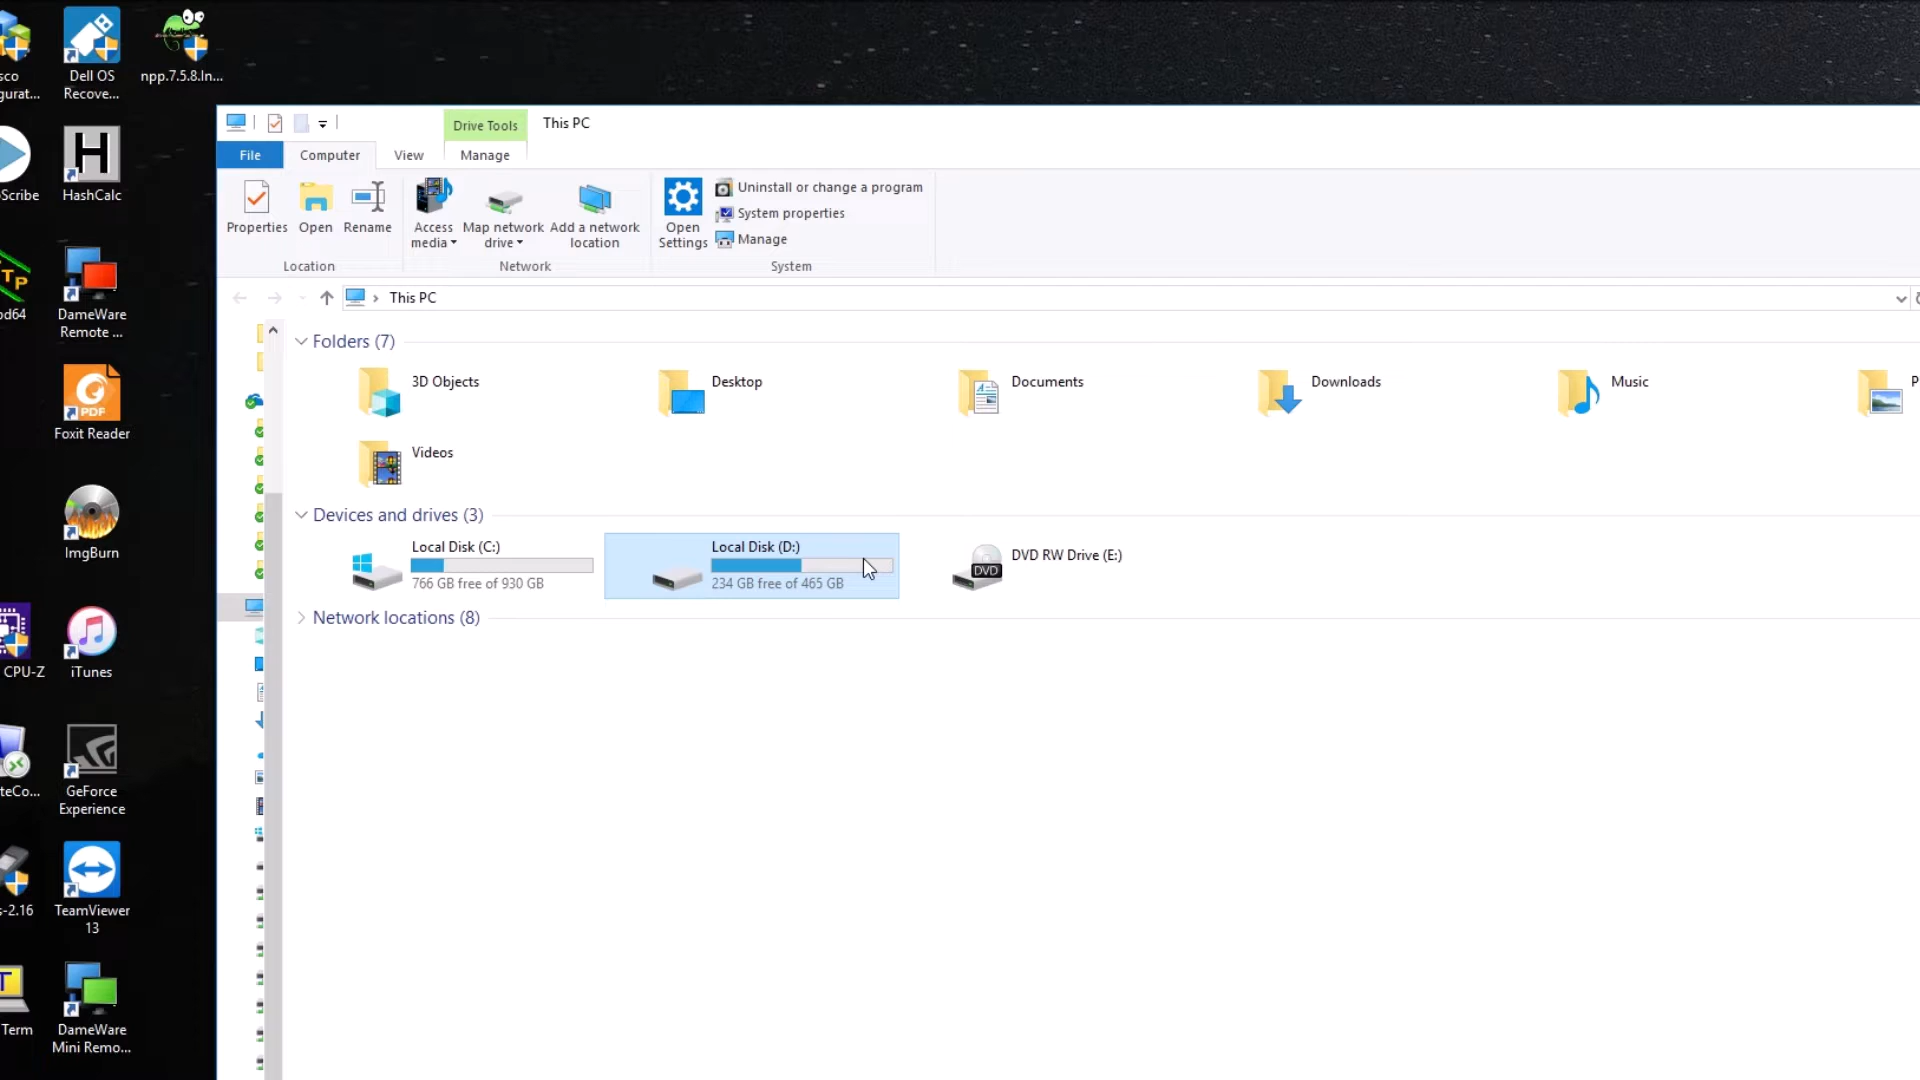 sco
gurat...
Dell OS
Recove...
npp.7.5.8.In...
Scribe
H
HashCalc
TP
od64
DameWare
Remote ...
PDF
Foxit Reader
ImgBurn
CPU-Z
iTunes
teCo...
GeForce
Experience
s-2.16
TeamViewer
13
T
Term
DameWare
Mini Remo...
Drive Tools
This PC
File
Computer
View
Manage
Properties
Open
Rename
Location
Access
media
Map network
drive
Add a network
location
Network
Open
Settings
Uninstall or change a program
System properties
Manage
System
This PC
Folders (7)
3D Objects
Desktop
Documents
Downloads
Music
P
Videos
Devices and drives (3)
Local Disk (C:)
766 GB free of 930 GB
Local Disk (D:)
234 GB free of 465 GB
DVD
DVD RW Drive (E:)
Network locations (8)